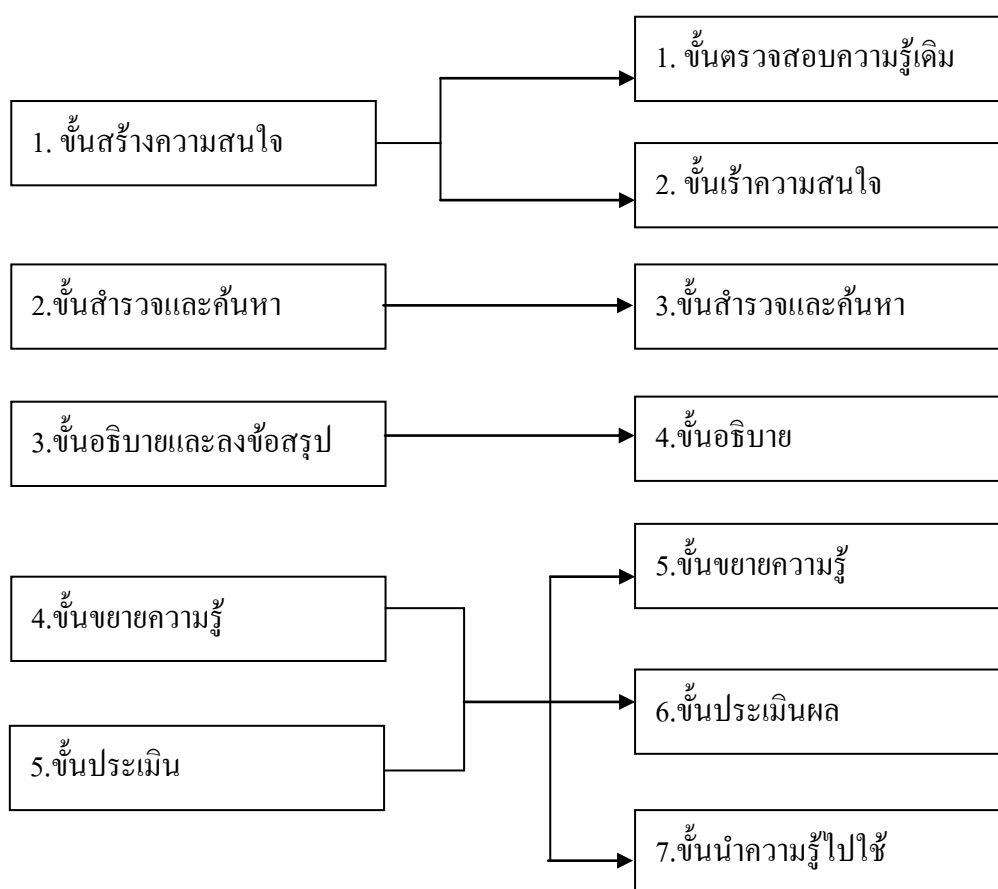 1. ขั้นสร้างความสนใจ
1. ขั้นตรวจสอบความรู้เดิม
2. ขั้นเร้าความสนใจ
2.ขั้นสำรวจและค้นหา
3.ขั้นสำรวจและค้นหา
3.ขั้นอธิบายและลงข้อสรุป
4.ขั้นอธิบาย
4.ขั้นขยายความรู้
5.ขั้นประเมิน
5.ขั้นขยายความรู้
6.ขั้นประเมินผล
7.ขั้นนำความรู้ไปใช้